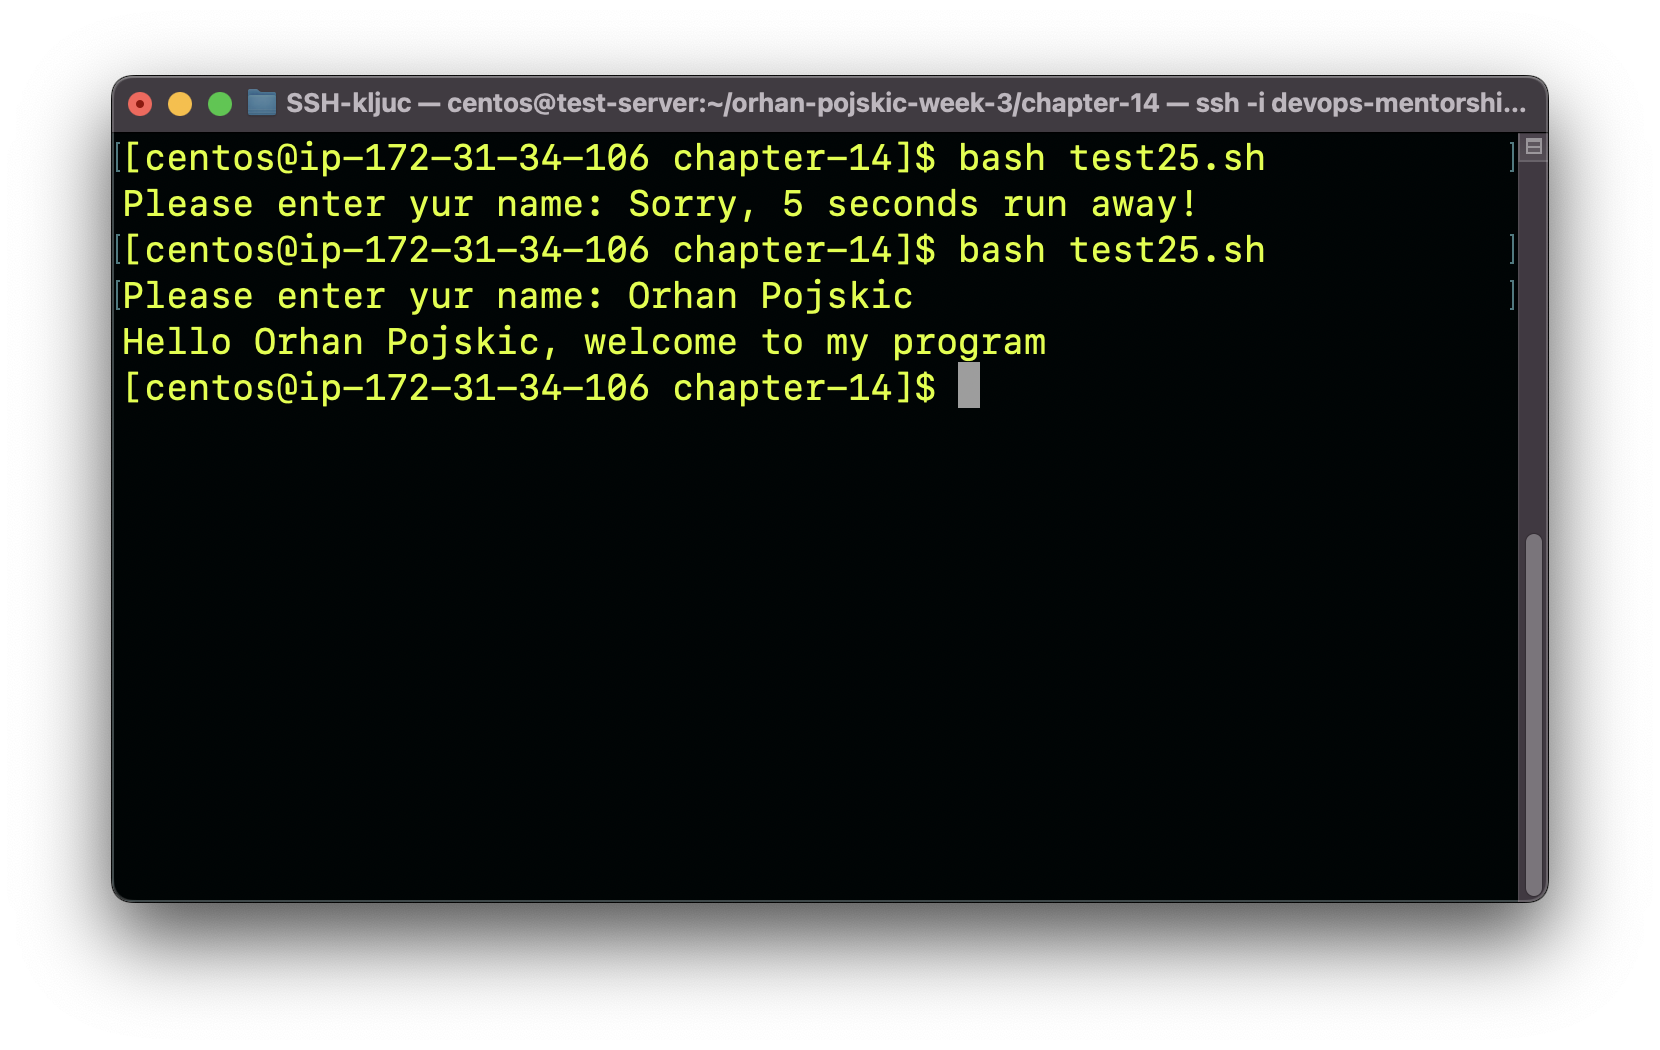 SSH-kljuc — centos@test-server:~/orhan-pojskic-week-3/chapter-14 — ssh -i devops-mentorshi...
[centos@ip-172-31-34-106 chapter-14]$ bash test25.sh
Please enter yur name: Sorry, 5 seconds run away!
[centos@ip-172-31-34-106 chapter-14]$ bash test25.sh
Please enter yur name: Orhan Pojskic
Hello Orhan Pojskic, welcome to my program
[centos@ip-172-31-34-106 chapter-14]$